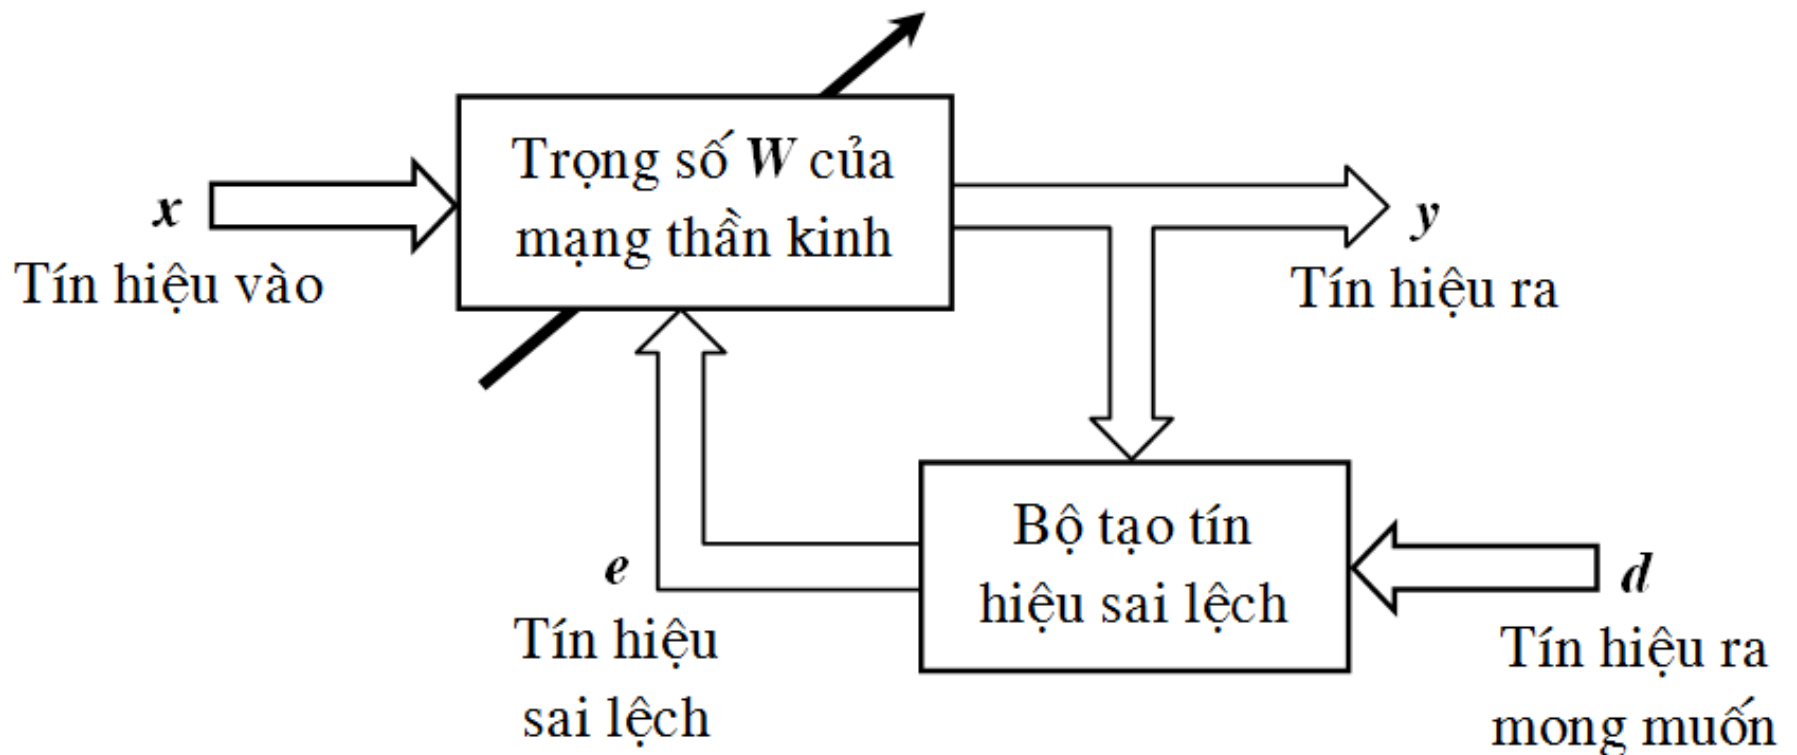 Trọng số W của
mạng thần kinh
x
Tín hiệu vào
y
Tín hiệu ra
Bộ tạo tín
hiệu sai lệch
e
Tín hiệu
sai lệch
d
Tín hiệu ra
mong muốn